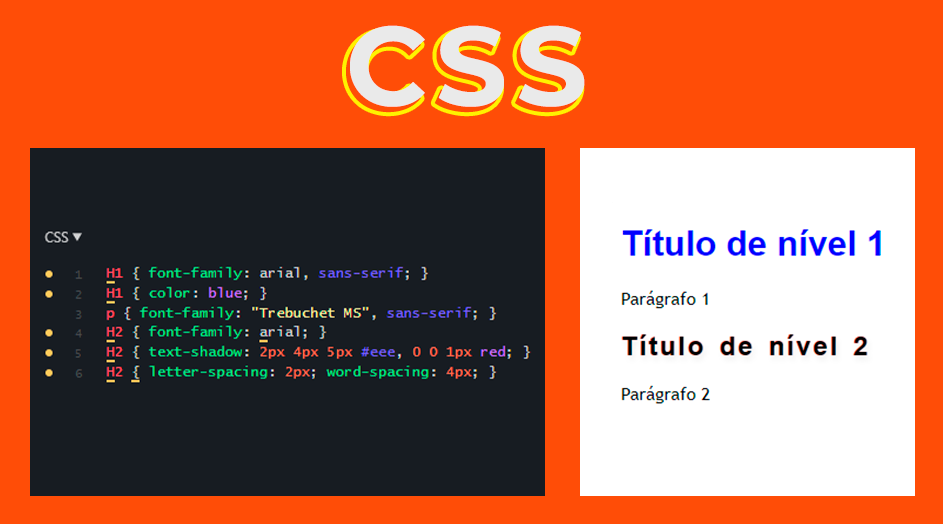 CSS
CSS ▼
1 H1 { font-family: arial, sans-serif; }
2 H1 { color: blue; }
3 p { font-family: "Trebuchet MS", sans-serif; }
4 H2 { font-family: arial; }
5 H2 { text-shadow: 2px 4px 5px #eee, 0 0 1px red; }
6 H2 { letter-spacing: 2px; word-spacing: 4px; }
Título de nível 1
Parágrafo 1
Título de nível 2
Parágrafo 2